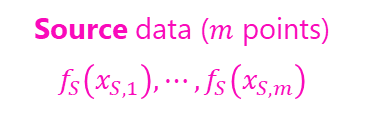 Source data (m points)
f_S(x_{S,1}), ⋯ , f_S(x_{S,m})